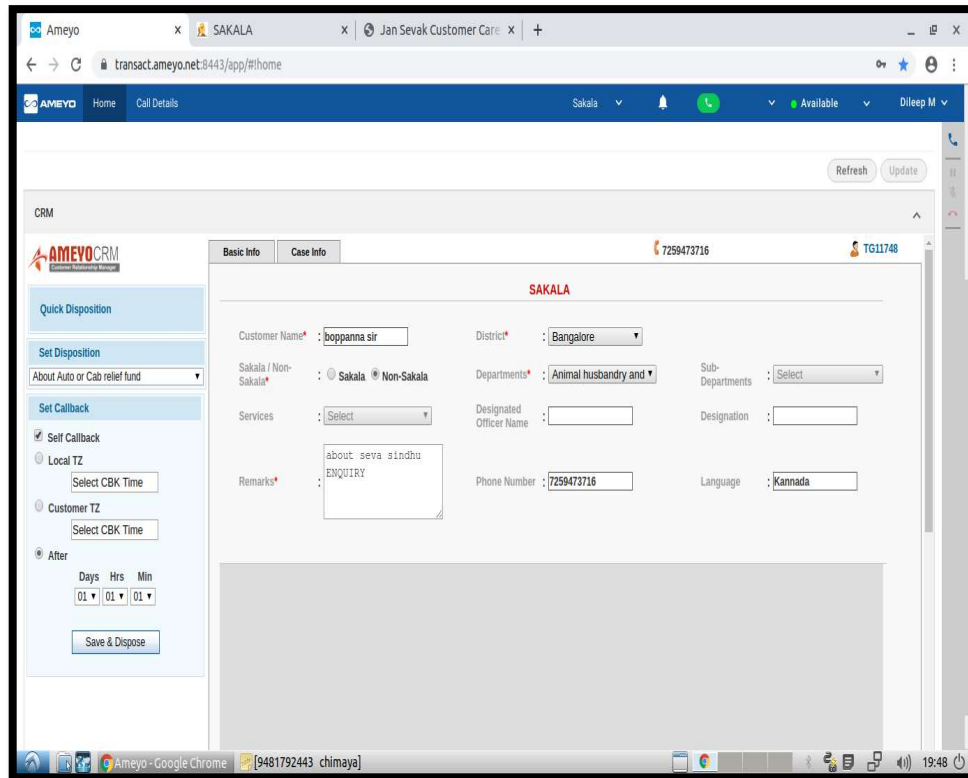 Ameyo x SAKALA x Jan Sevak Customer Care x +
transact.ameyo.net:8443/app/#!home
AMEYO Home Call Details Sakala Available Dileep M
Refresh Update
CRM
AMEYOCRM
Customer Relationship Manager
Basic Info Case Info 7259473716 TG11748
SAKALA
Quick Disposition
Customer Name* : boppanna sir District* : Bangalore
Set Disposition
About Auto or Cab relief fund
Sakala / Non-Sakala* : Sakala Non-Sakala Departments* : Animal husbandry and Sub-Departments : Select
Set Callback
Services : Select Designated Officer Name : Designation :
Self Callback
Local TZ
Select CBK Time
Remarks* : about seva sindhu
ENQUIRY
Phone Number : 7259473716 Language : Kannada
Customer TZ
Select CBK Time
After
Days Hrs Min
01 01 01
Save & Dispose
Ameyo - Google Chrome [9481792443 chimaya] 19:48